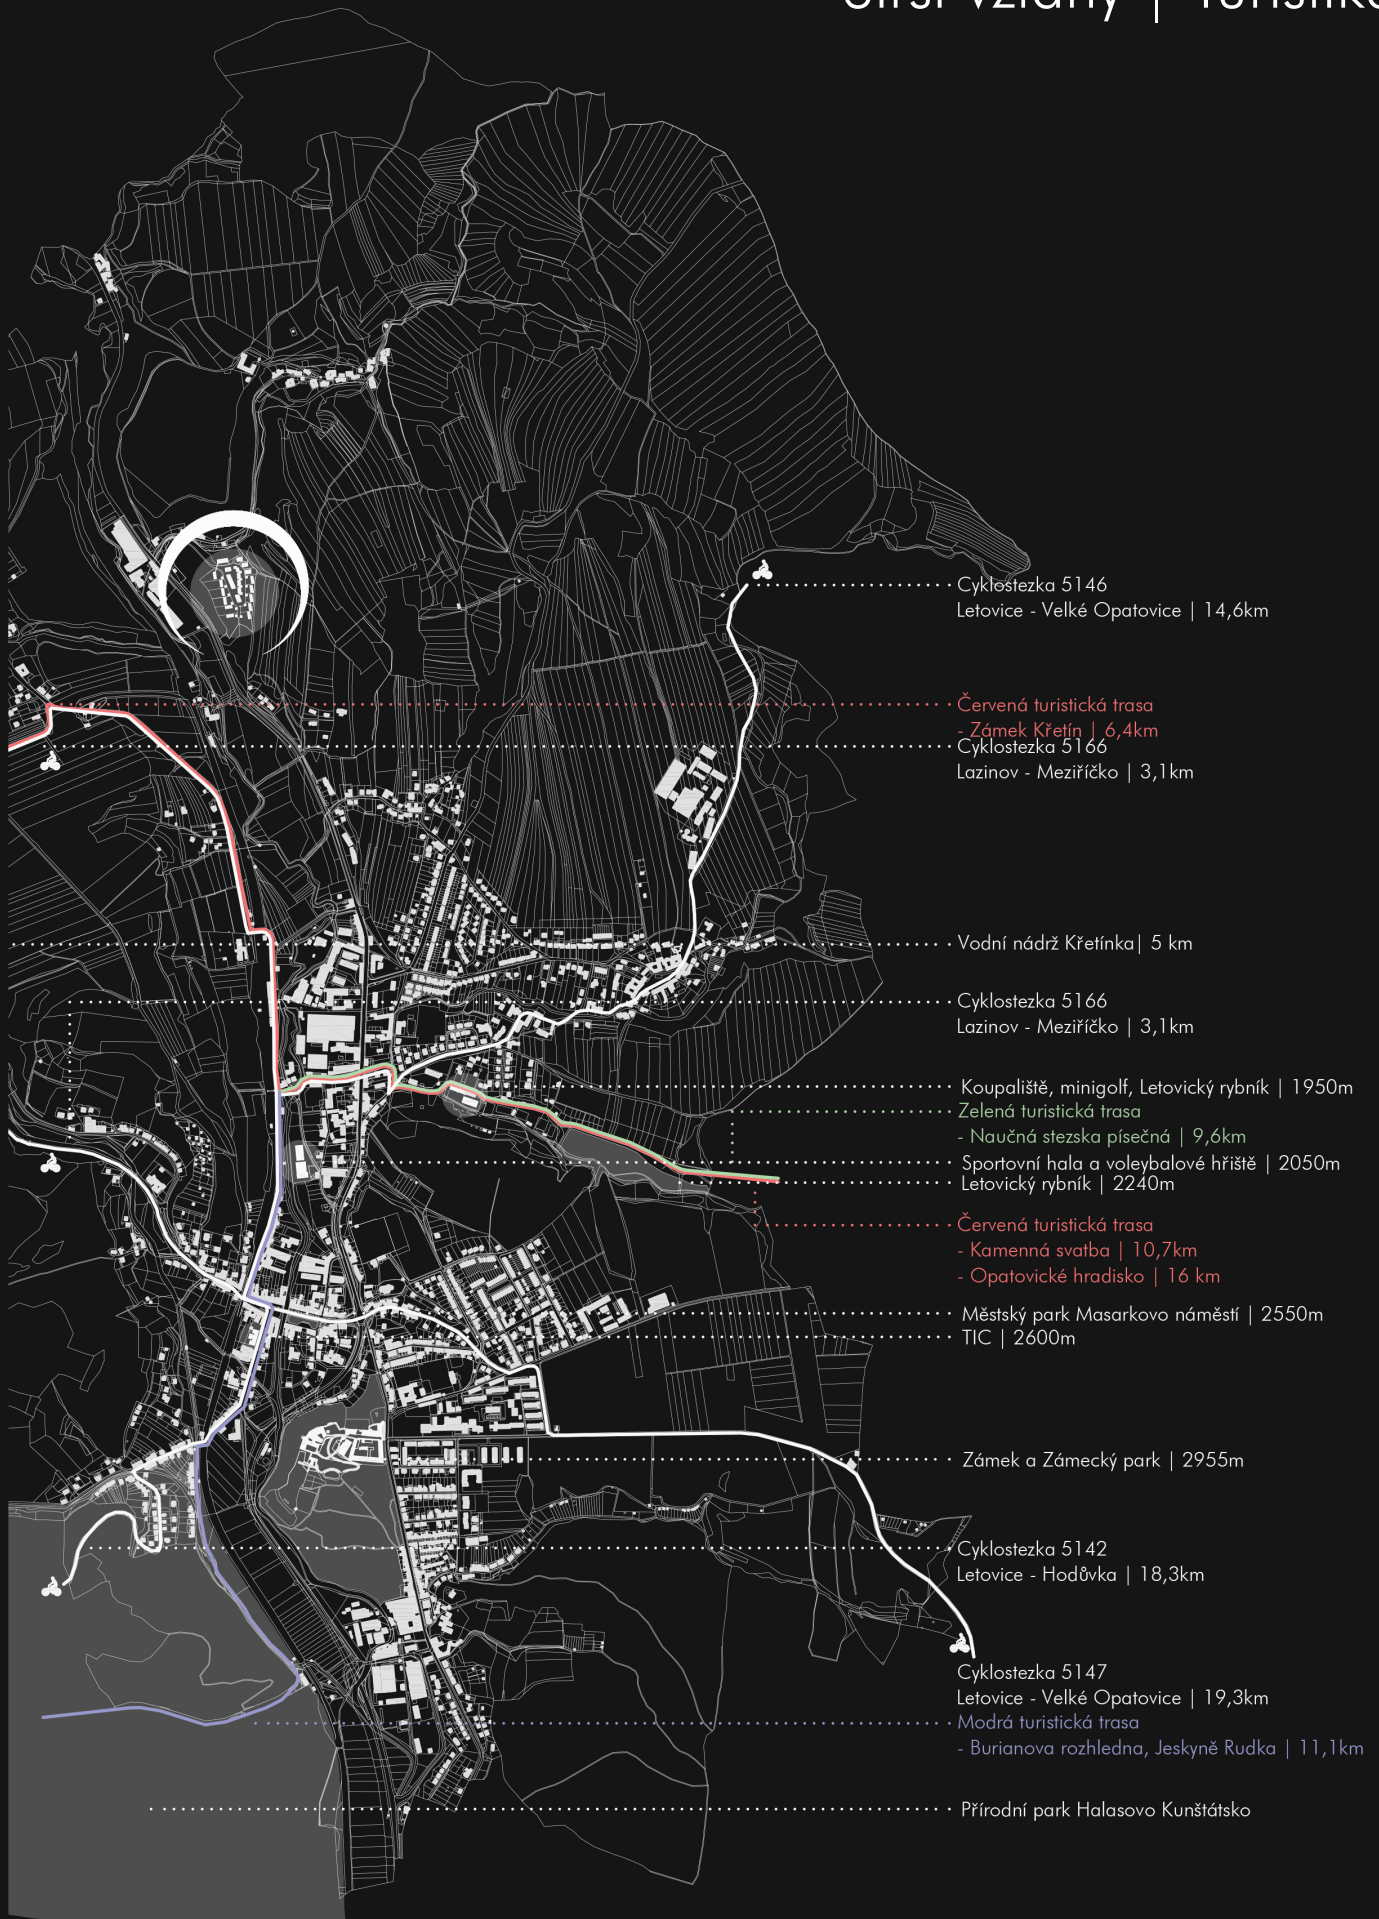 Cyklostezka 5146
Letovice - Velké Opatovice | 14,6km
Červená turistická trasa
- Zámek Křetín | 6,4km
Cyklostezka 5166
Lazinov - Meziříčko | 3,1km
Vodní nádrž Křetínka| 5 km
Cyklostezka 5166
Lazinov - Meziříčko | 3,1km
Koupaliště, minigolf, Letovický rybník | 1950m
Zelená turistická trasa
- Naučná stezska písečná | 9,6km
Sportovní hala a voleybalové hřiště | 2050m
Letovický rybník | 2240m
Červená turistická trasa
- Kamenná svatba | 10,7km
- Opatovické hradisko | 16 km
Městský park Masarkovo náměstí | 2550m
TIC | 2600m
Zámek a Zámecký park | 2955m
Cyklostezka 5142
Letovice - Hodůvka | 18,3km
Cyklostezka 5147
Letovice - Velké Opatovice | 19,3km
Modrá turistická trasa
- Burianova rozhledna, Jeskyně Rudka | 11,1km
Přírodní park Halasovo Kunštátsko